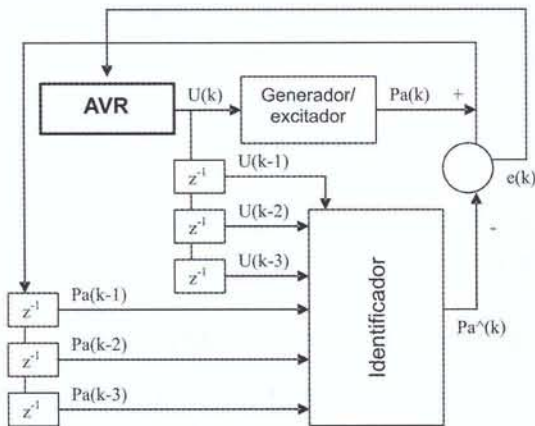 AVR
U(k)
Generador/
excitador
Pa(k)
+
e(k)
z⁻¹
U(k-1)
z⁻¹
U(k-2)
-
z⁻¹
U(k-3)
Identificador
z⁻¹
Pa(k-1)
Pa^(k)
z⁻¹
Pa(k-2)
z⁻¹
Pa(k-3)